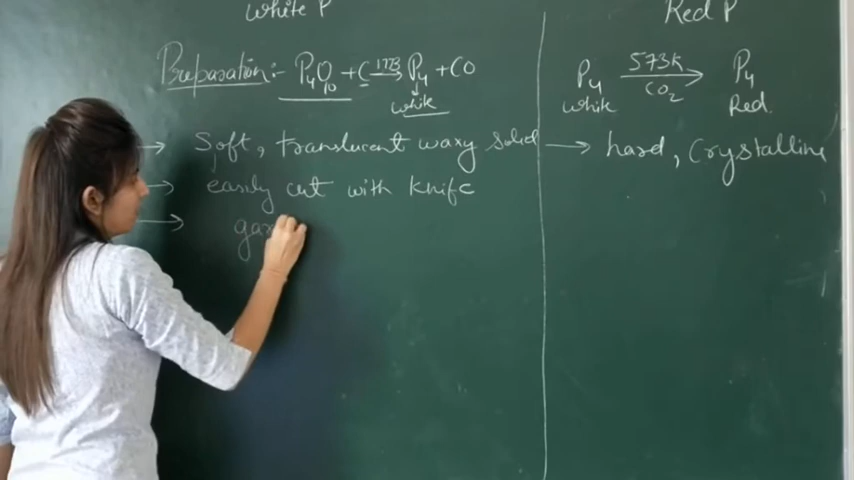 White P
Preparation:- P4O10 + C 1773→ P4 + CO
↓
white
→ Soft, translucent waxy solid
→ easily cut with knife
→ gar
Red P
P4 573K→ P4
CO2
white Red
→ hard, Crystalline